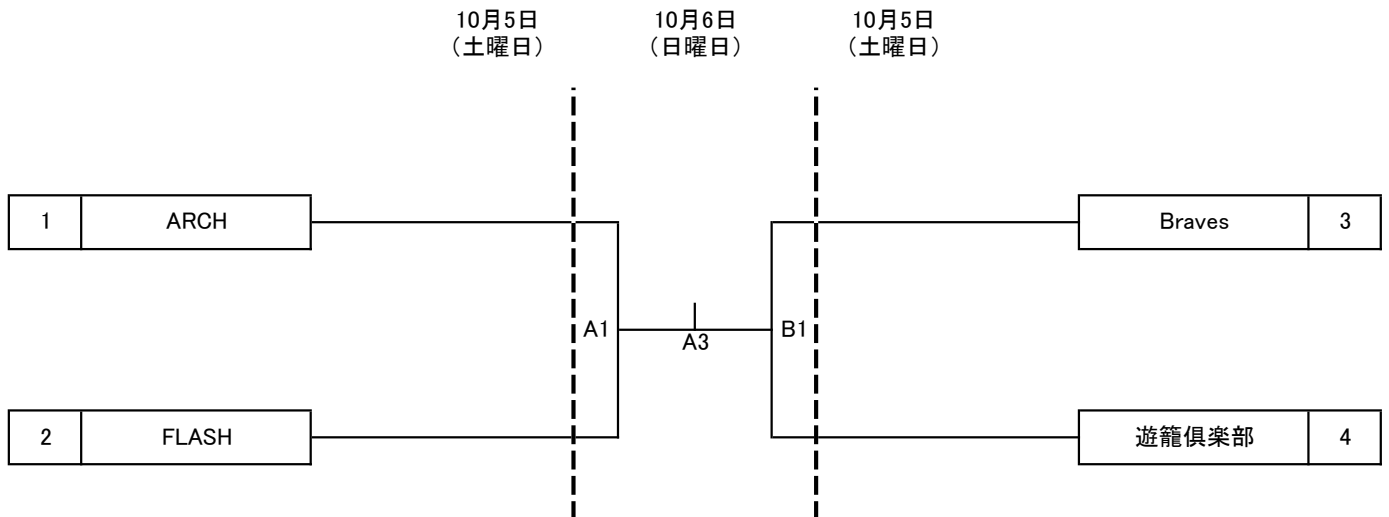 10月5日
（土曜日）
10月6日
（日曜日）
10月5日
（土曜日）
1 ARCH
Braves 3
A1
A3
B1
2 FLASH
遊籠倶楽部 4